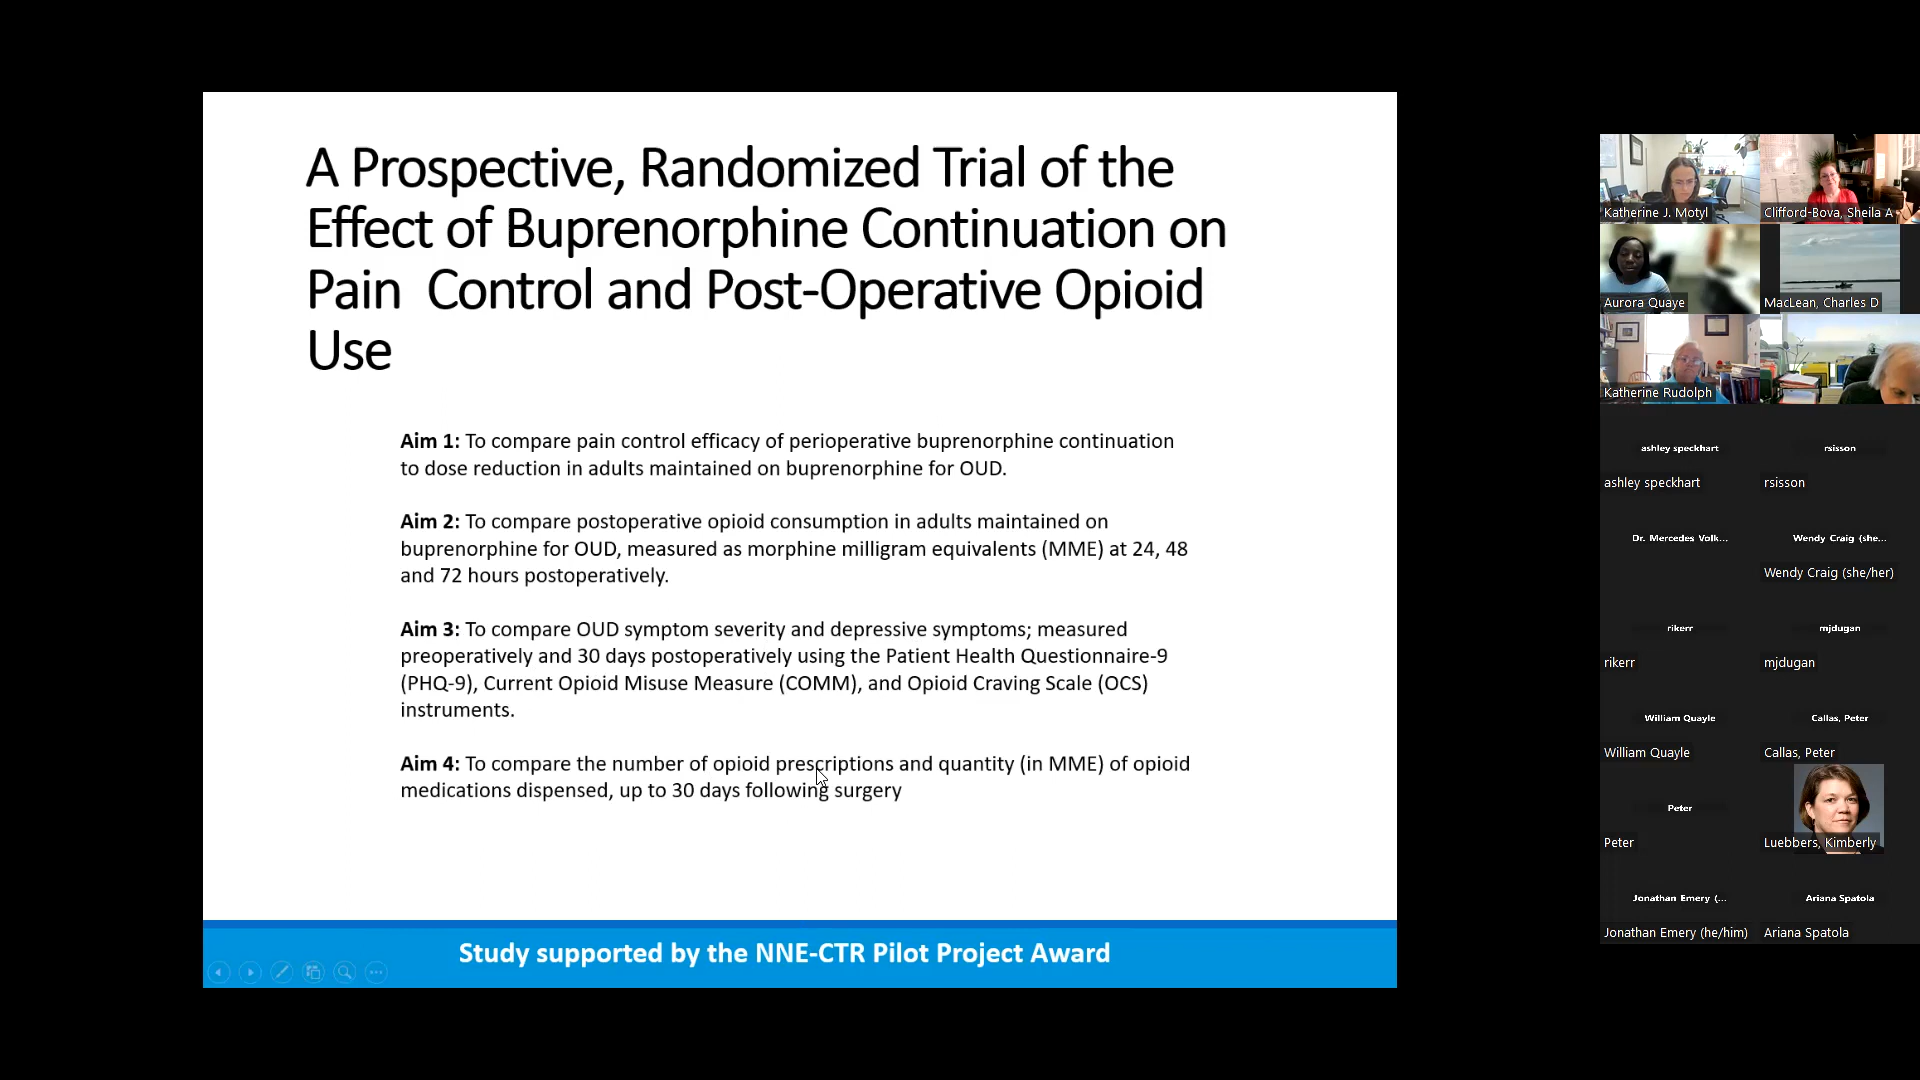 A Prospective, Randomized Trial of the
Effect of Buprenorphine Continuation on
Pain Control and Post-Operative Opioid
Use
Aim 1: To compare pain control efficacy of perioperative buprenorphine continuation
to dose reduction in adults maintained on buprenorphine for OUD.
Aim 2: To compare postoperative opioid consumption in adults maintained on
buprenorphine for OUD, measured as morphine milligram equivalents (MME) at 24, 48
and 72 hours postoperatively.
Aim 3: To compare OUD symptom severity and depressive symptoms; measured
preoperatively and 30 days postoperatively using the Patient Health Questionnaire-9
(PHQ-9), Current Opioid Misuse Measure (COMM), and Opioid Craving Scale (OCS)
instruments.
Aim 4: To compare the number of opioid prescriptions and quantity (in MME) of opioid
medications dispensed, up to 30 days following surgery
Study supported by the NNE-CTR Pilot Project Award
Katherine J. Motyl
Clifford-Bova, Sheila A
Aurora Quaye
MacLean, Charles D
Katherine Rudolph
ashley speckhart
rsisson
ashley speckhart
rsisson
Dr. Mercedes Volk...
Wendy Craig (she...
Wendy Craig (she/her)
rikerr
mjdugan
rikerr
mjdugan
William Quayle
Callas, Peter
William Quayle
Callas, Peter
Peter
Peter
Luebbers, Kimberly
Jonathan Emery (...
Ariana Spatola
Jonathan Emery (he/him)
Ariana Spatola